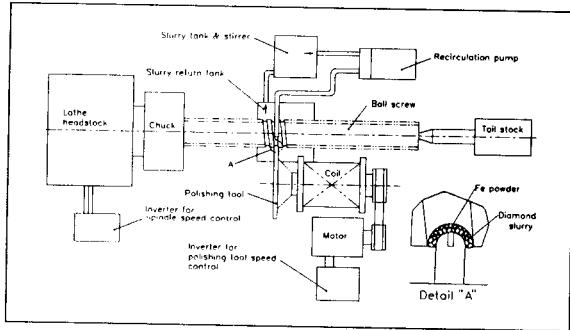 Slurry tank & stirrer
Recirculation pump
Slurry return tank
Ball screw
Lathe
headstock
Chuck
Tail stock
A
Coil
Polishing tool
Fe powder
Inverter for
spindle speed control
Motor
Diamond
slurry
Inverter for
polishing tool speed
control
Detail "A"